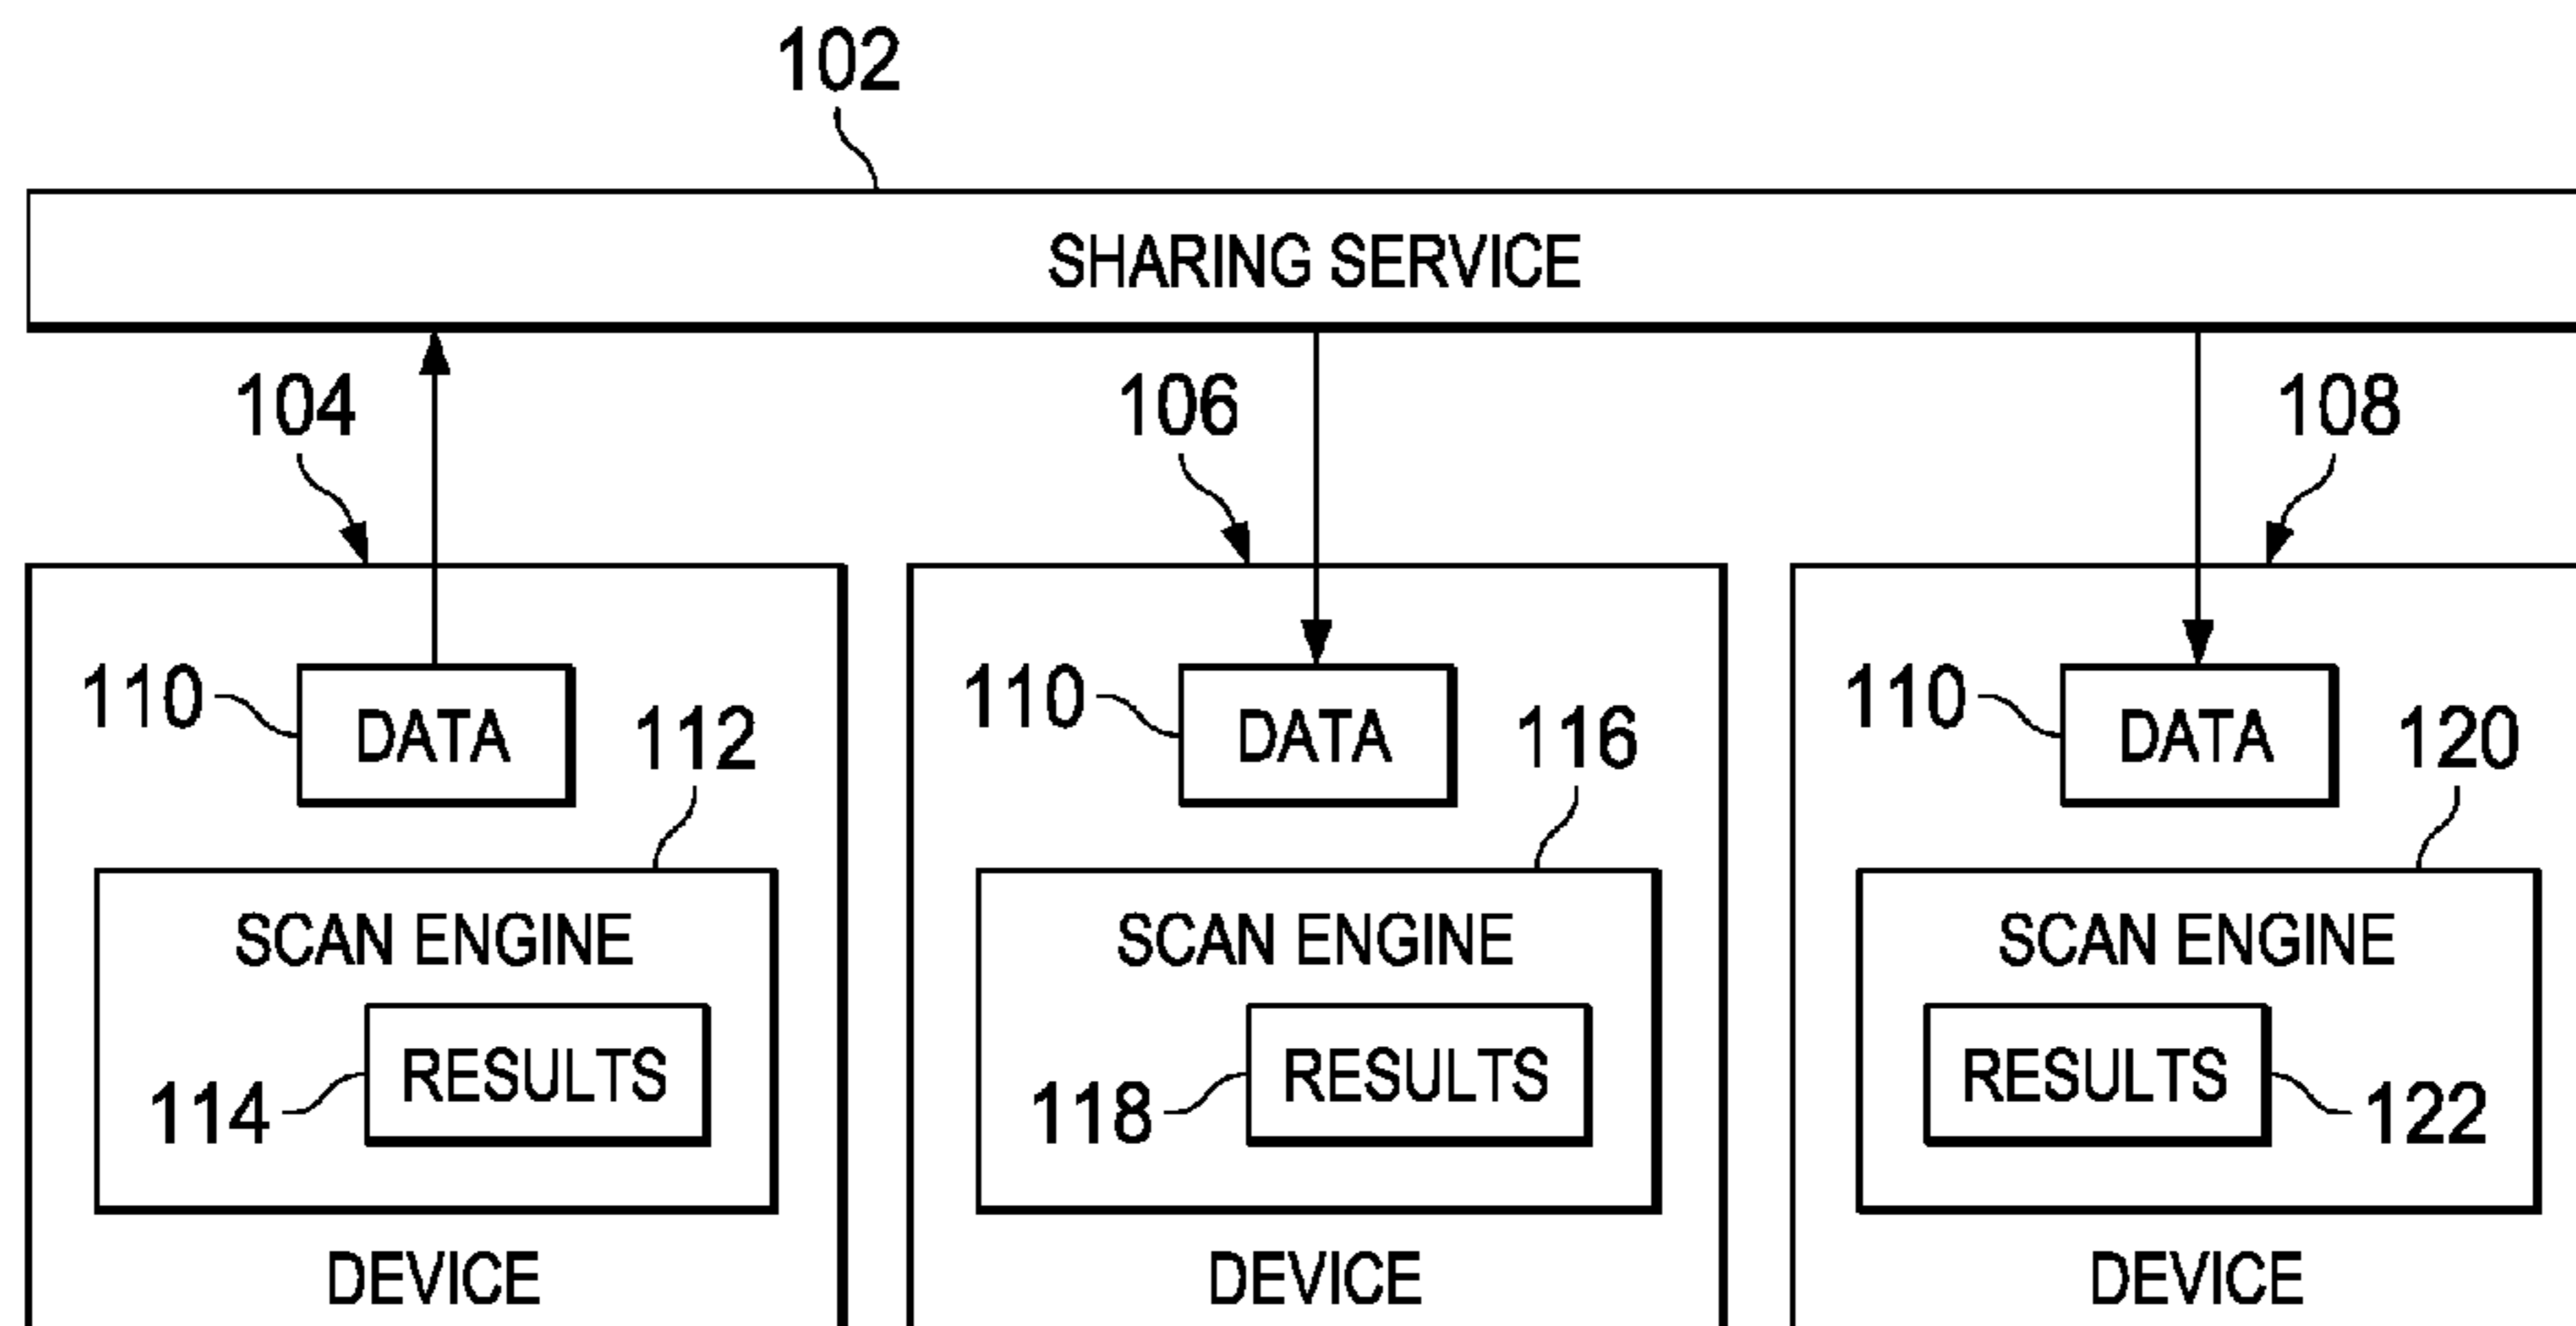 102
SHARING SERVICE
104 106 108
110 DATA 112 110 DATA 116 110 DATA 120
SCAN ENGINE SCAN ENGINE SCAN ENGINE
114 RESULTS 118 RESULTS RESULTS 122
DEVICE DEVICE DEVICE